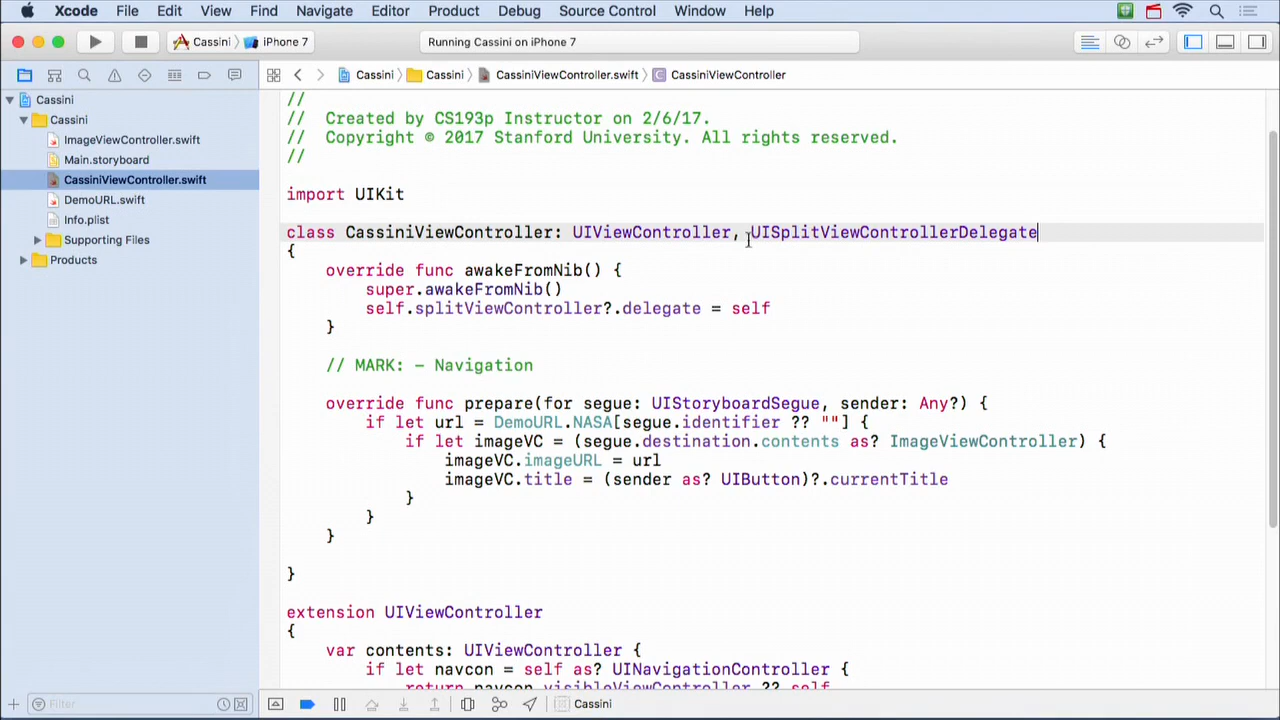 Xcode File Edit View Find Navigate Editor Product Debug Source Control Window Help
Cassini iPhone 7 Running Cassini on iPhone 7
Cassini Cassini CassiniViewController.swift C CassiniViewController
Cassini
Cassini
ImageViewController.swift
Main.storyboard
CassiniViewController.swift
DemoURL.swift
Info.plist
Supporting Files
Products
//
// Created by CS193p Instructor on 2/6/17.
// Copyright © 2017 Stanford University. All rights reserved.
//
import UIKit
class CassiniViewController: UIViewController, UISplitViewControllerDelegate
{
override func awakeFromNib() {
super.awakeFromNib()
self.splitViewController?.delegate = self
}
// MARK: - Navigation
override func prepare(for segue: UIStoryboardSegue, sender: Any?) {
if let url = DemoURL.NASA[segue.identifier ?? ""] {
if let imageVC = (segue.destination.contents as? ImageViewController) {
imageVC.imageURL = url
imageVC.title = (sender as? UIButton)?.currentTitle
}
}
}
}
extension UIViewController
{
var contents: UIViewController {
if let navcon = self as? UINavigationController {
return navcon.visibleViewController ?? self
Filter
Cassini